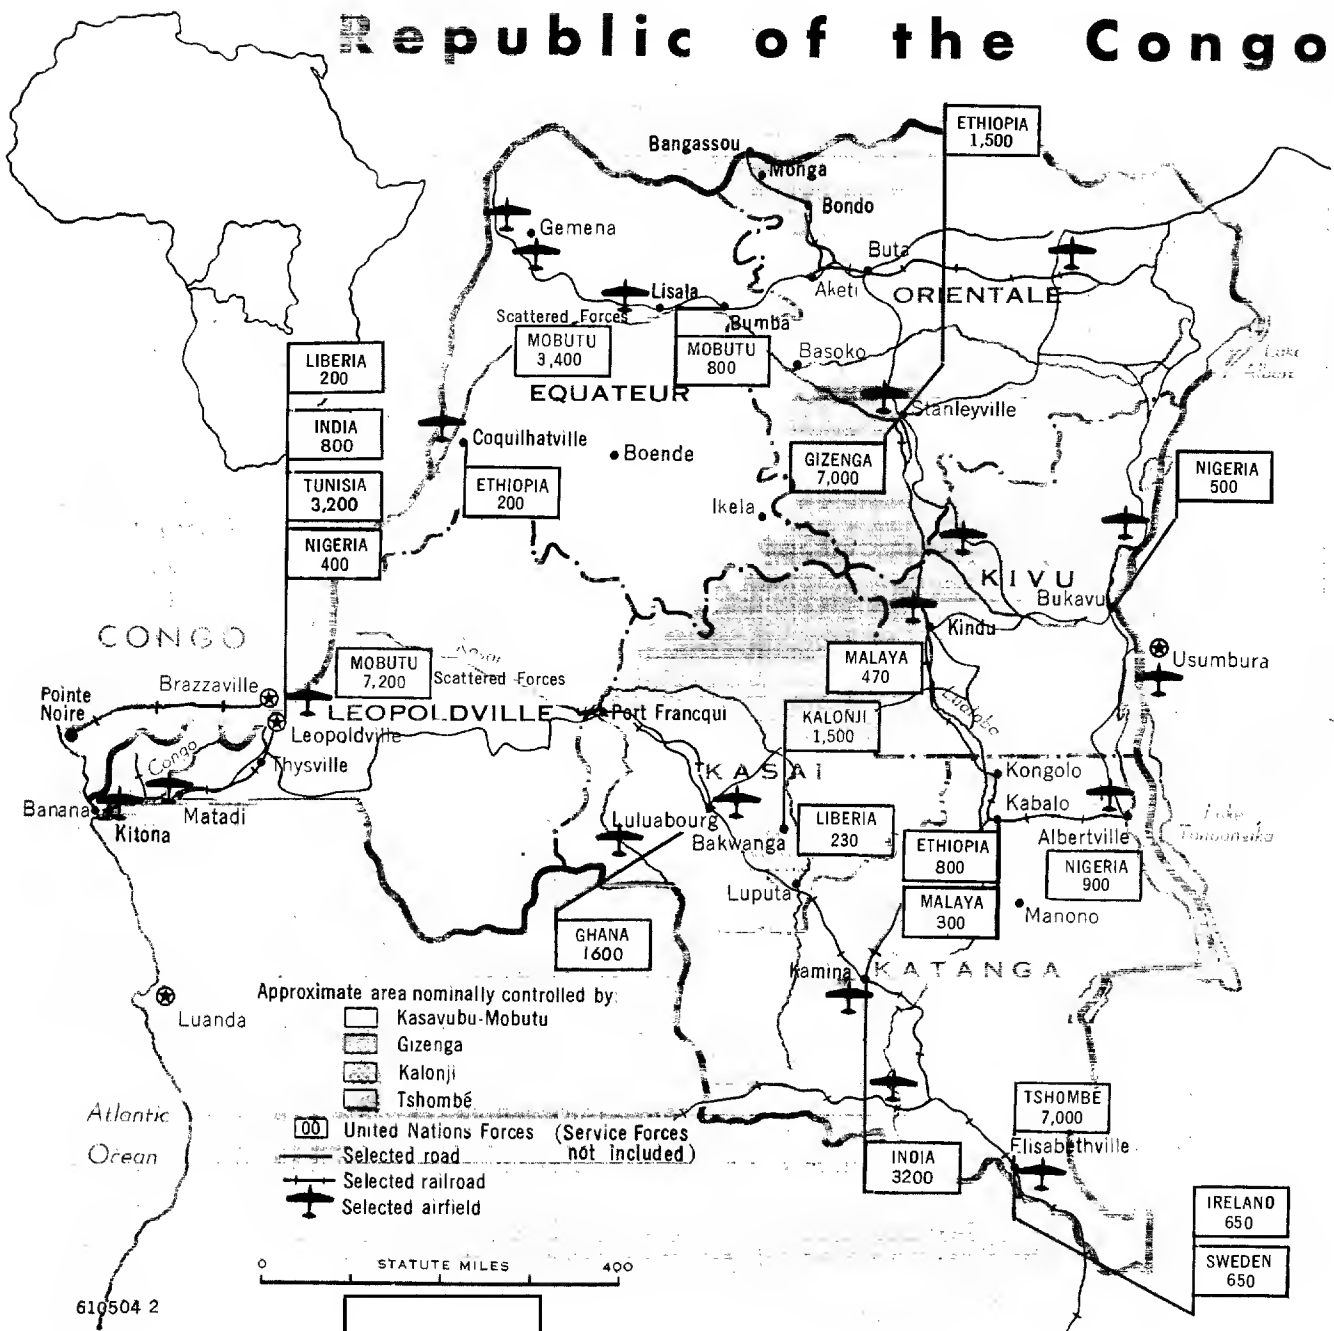 Republic of the Congo
ETHIOPIA
1,500
Bangassou
Monga
Bondo
Gemena
Buta
Aketi
ORIENTALE
Lisala
Scattered Forces
Bumba
MOBUTU
3,400
MOBUTU
800
Basoko
Lake
Albert
LIBERIA
200
EQUATEUR
Stanleyville
INDIA
800
Coquilhatville
Boende
GIZENGA
7,000
NIGERIA
500
TUNISIA
3,200
ETHIOPIA
200
Ikela
NIGERIA
400
KIVU
Bukavu
CONGO
Kindu
Usumbura
Kasai
MOBUTU
7,200
Scattered Forces
MALAYA
470
Brazzaville
Pointe
Noire
LEOPOLDVILLE
Port Francqui
KALONJI
1,500
Lualaba
Leopoldville
Congo
Thysville
KASAI
Kongolo
Banana
Kitona
Matadi
Luluabourg
Bakwanga
LIBERIA
230
Kabalo
Albertville
Lake
Tanganyika
ETHIOPIA
800
NIGERIA
900
Luputa
MALAYA
300
Manono
GHANA
1600
Kamina
KATANGA
Luanda
Approximate area nominally controlled by:
Kasavubu-Mobutu
Gizenga
Kalonji
Tshombé
00 United Nations Forces (Service Forces
not included)
Selected road
Selected railroad
Selected airfield
Atlantic
Ocean
TSHOMBÉ
7,000
Elisabethville
INDIA
3200
IRELAND
650
SWEDEN
650
0 STATUTE MILES 400
610504 2